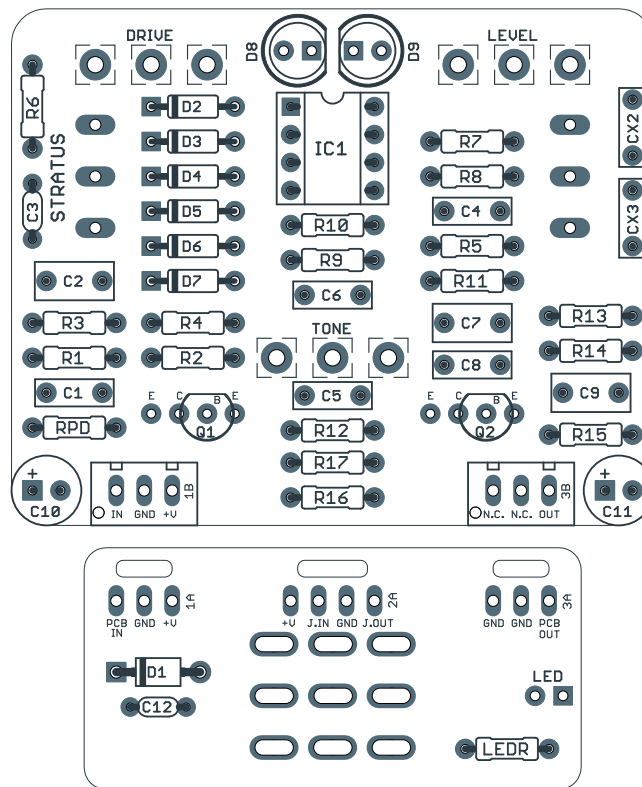 DRIVE
D8
D9
LEVEL
R6
STRATUS
C3
D2
D3
D4
D5
D6
D7
IC1
R7
R8
C4
R5
R11
CX2
CX3
R10
R9
C6
C2
TONE
C7
C8
R3
R4
R1
R2
C1
C5
R13
R14
C9
R15
RPD
E C B E
Q1
E C B E
Q2
R12
R17
R16
+
C10
1B
IN GND +V
3B
N.C. N.C. OUT
+
C11
1A
PCB IN GND +V
2A
+V J.IN GND J.OUT
3A
GND GND PCB OUT
D1
C12
LED
LEDR